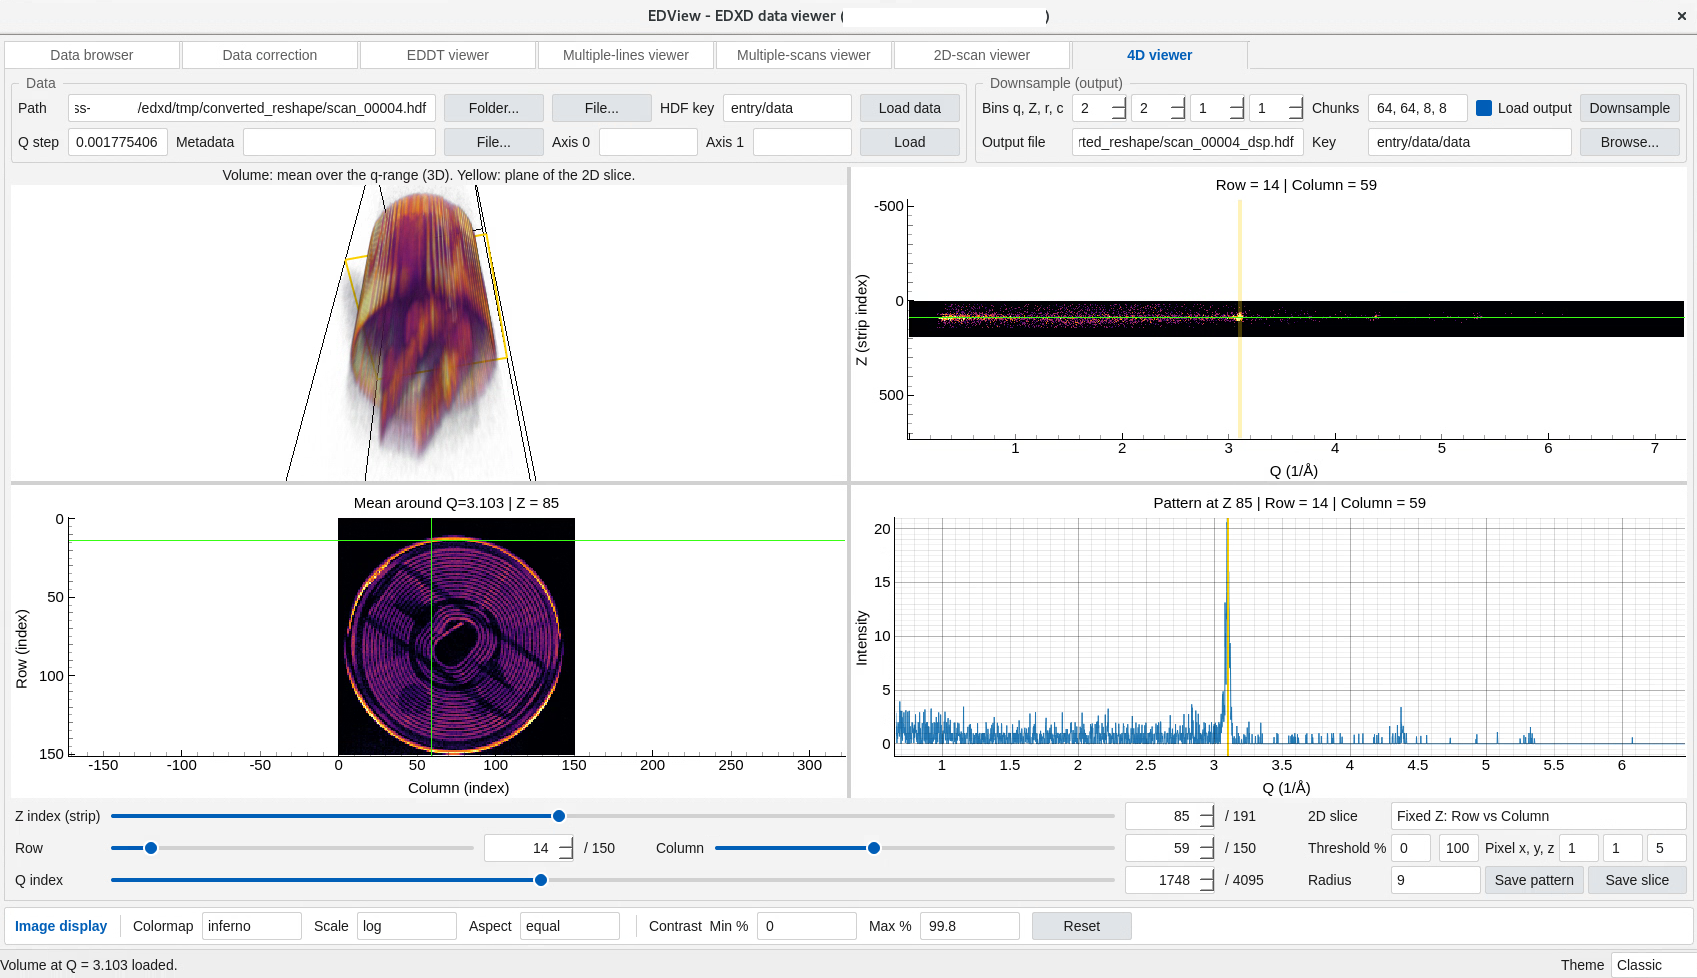 EDView - EDXD data viewer ( )
Data browser Data correction EDDT viewer Multiple-lines viewer Multiple-scans viewer 2D-scan viewer 4D viewer
Data Downsample (output)
Path ss- /edxd/tmp/converted_reshape/scan_00004.hdf Folder... File... HDF key entry/data Load data Bins q, Z, r, c 2 2 1 1 Chunks 64, 64, 8, 8 Load output Downsample
Q step 0.001775406 Metadata File... Axis 0 Axis 1 Load Output file rted_reshape/scan_00004_dsp.hdf Key entry/data/data Browse...
Volume: mean over the q-range (3D). Yellow: plane of the 2D slice.
Row = 14 | Column = 59
-500
0
500
Z (strip index)
1 2 3 4 5 6 7
Q (1/Å)
Mean around Q=3.103 | Z = 85
0
50
100
150
Row (index)
-150 -100 -50 0 50 100 150 200 250 300
Column (index)
Pattern at Z 85 | Row = 14 | Column = 59
20
15
10
5
0
Intensity
1 1.5 2 2.5 3 3.5 4 4.5 5 5.5 6
Q (1/Å)
Z index (strip) 85 / 191 2D slice Fixed Z: Row vs Column
Row 14 / 150 Column 59 / 150 Threshold % 0 100 Pixel x, y, z 1 1 5
Q index 1748 / 4095 Radius 9 Save pattern Save slice
Image display Colormap inferno Scale log Aspect equal Contrast Min % 0 Max % 99.8 Reset
Volume at Q = 3.103 loaded. Theme Classic